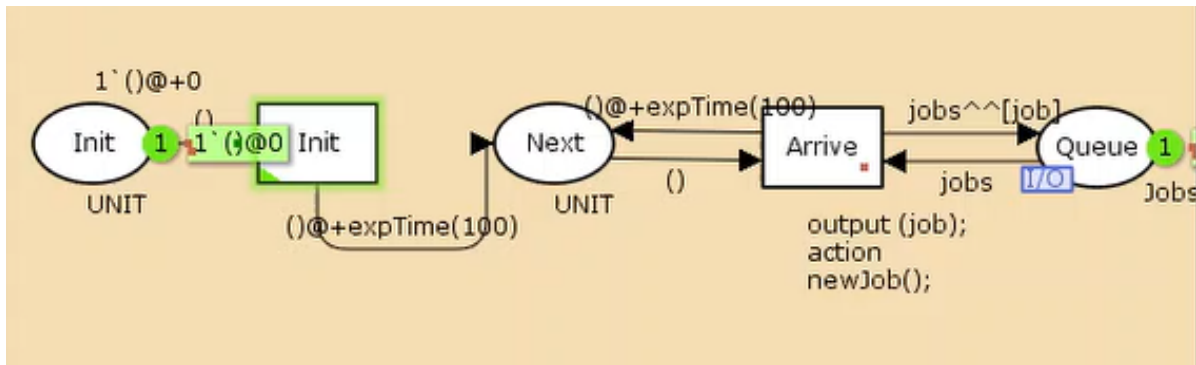 1`()@+0
()
Init
1
1`()@0
Init
UNIT
()@+expTime(100)
Next
UNIT
()@+expTime(100)
()
Arrive
output (job);
action
newJob();
jobs^^[job]
jobs
Queue
1
I/O
Jobs